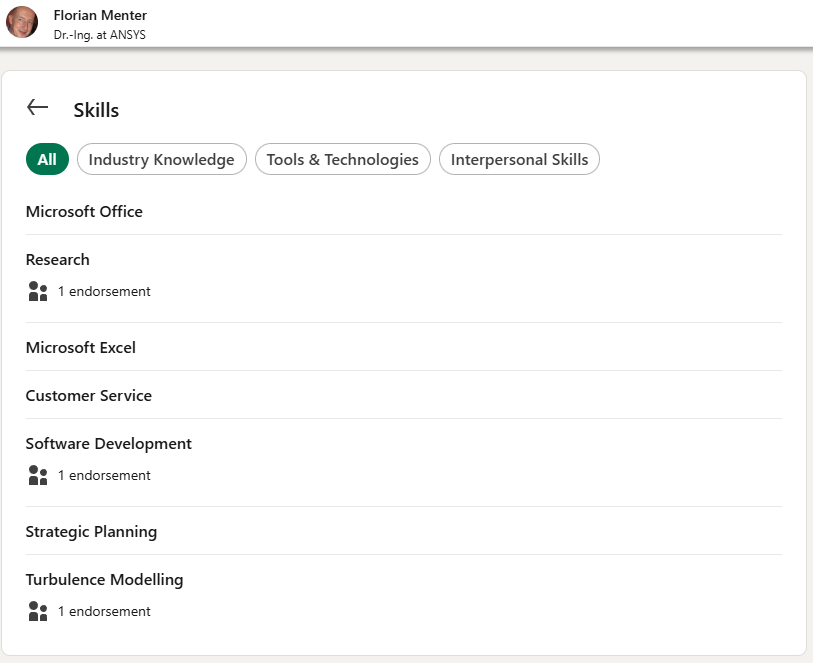 Florian Menter
Dr.-Ing. at ANSYS
Skills
All
Industry Knowledge
Tools & Technologies
Interpersonal Skills
Microsoft Office
Research
1 endorsement
Microsoft Excel
Customer Service
Software Development
1 endorsement
Strategic Planning
Turbulence Modelling
1 endorsement